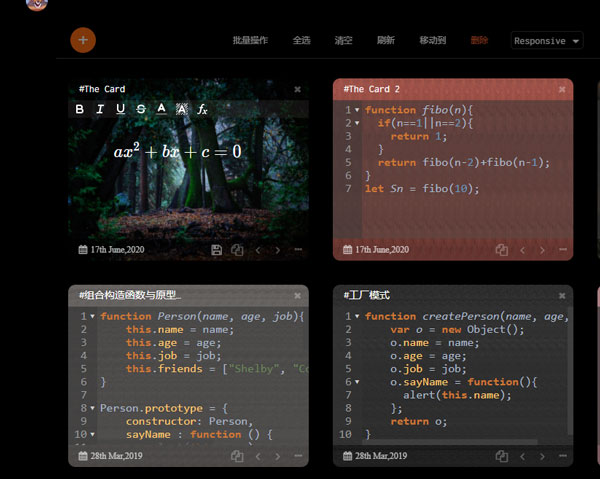 批量操作 全选 清空 刷新 移动到 删除 Responsive
#The Card
B I U S A A fx
ax² + bx + c = 0
17th June,2020
#The Card 2
1 function fibo(n){
2 if(n==1||n==2){
3 return 1;
4 }
5 return fibo(n-2)+fibo(n-1);
6 }
7 let Sn = fibo(10);
17th June,2020
#组合构造函数与原型…
1 function Person(name, age, job){
2 this.name = name;
3 this.age = age;
4 this.job = job;
5 this.friends = ["Shelby", "Co
6 }
7
8 Person.prototype = {
9 constructor: Person,
10 sayName : function () {
28th Mar,2019
#工厂模式
1 function createPerson(name, age,
2 var o = new Object();
3 o.name = name;
4 o.age = age;
5 o.job = job;
6 o.sayName = function(){
7 alert(this.name);
8 };
9 return o;
10 }
28th Mar,2019